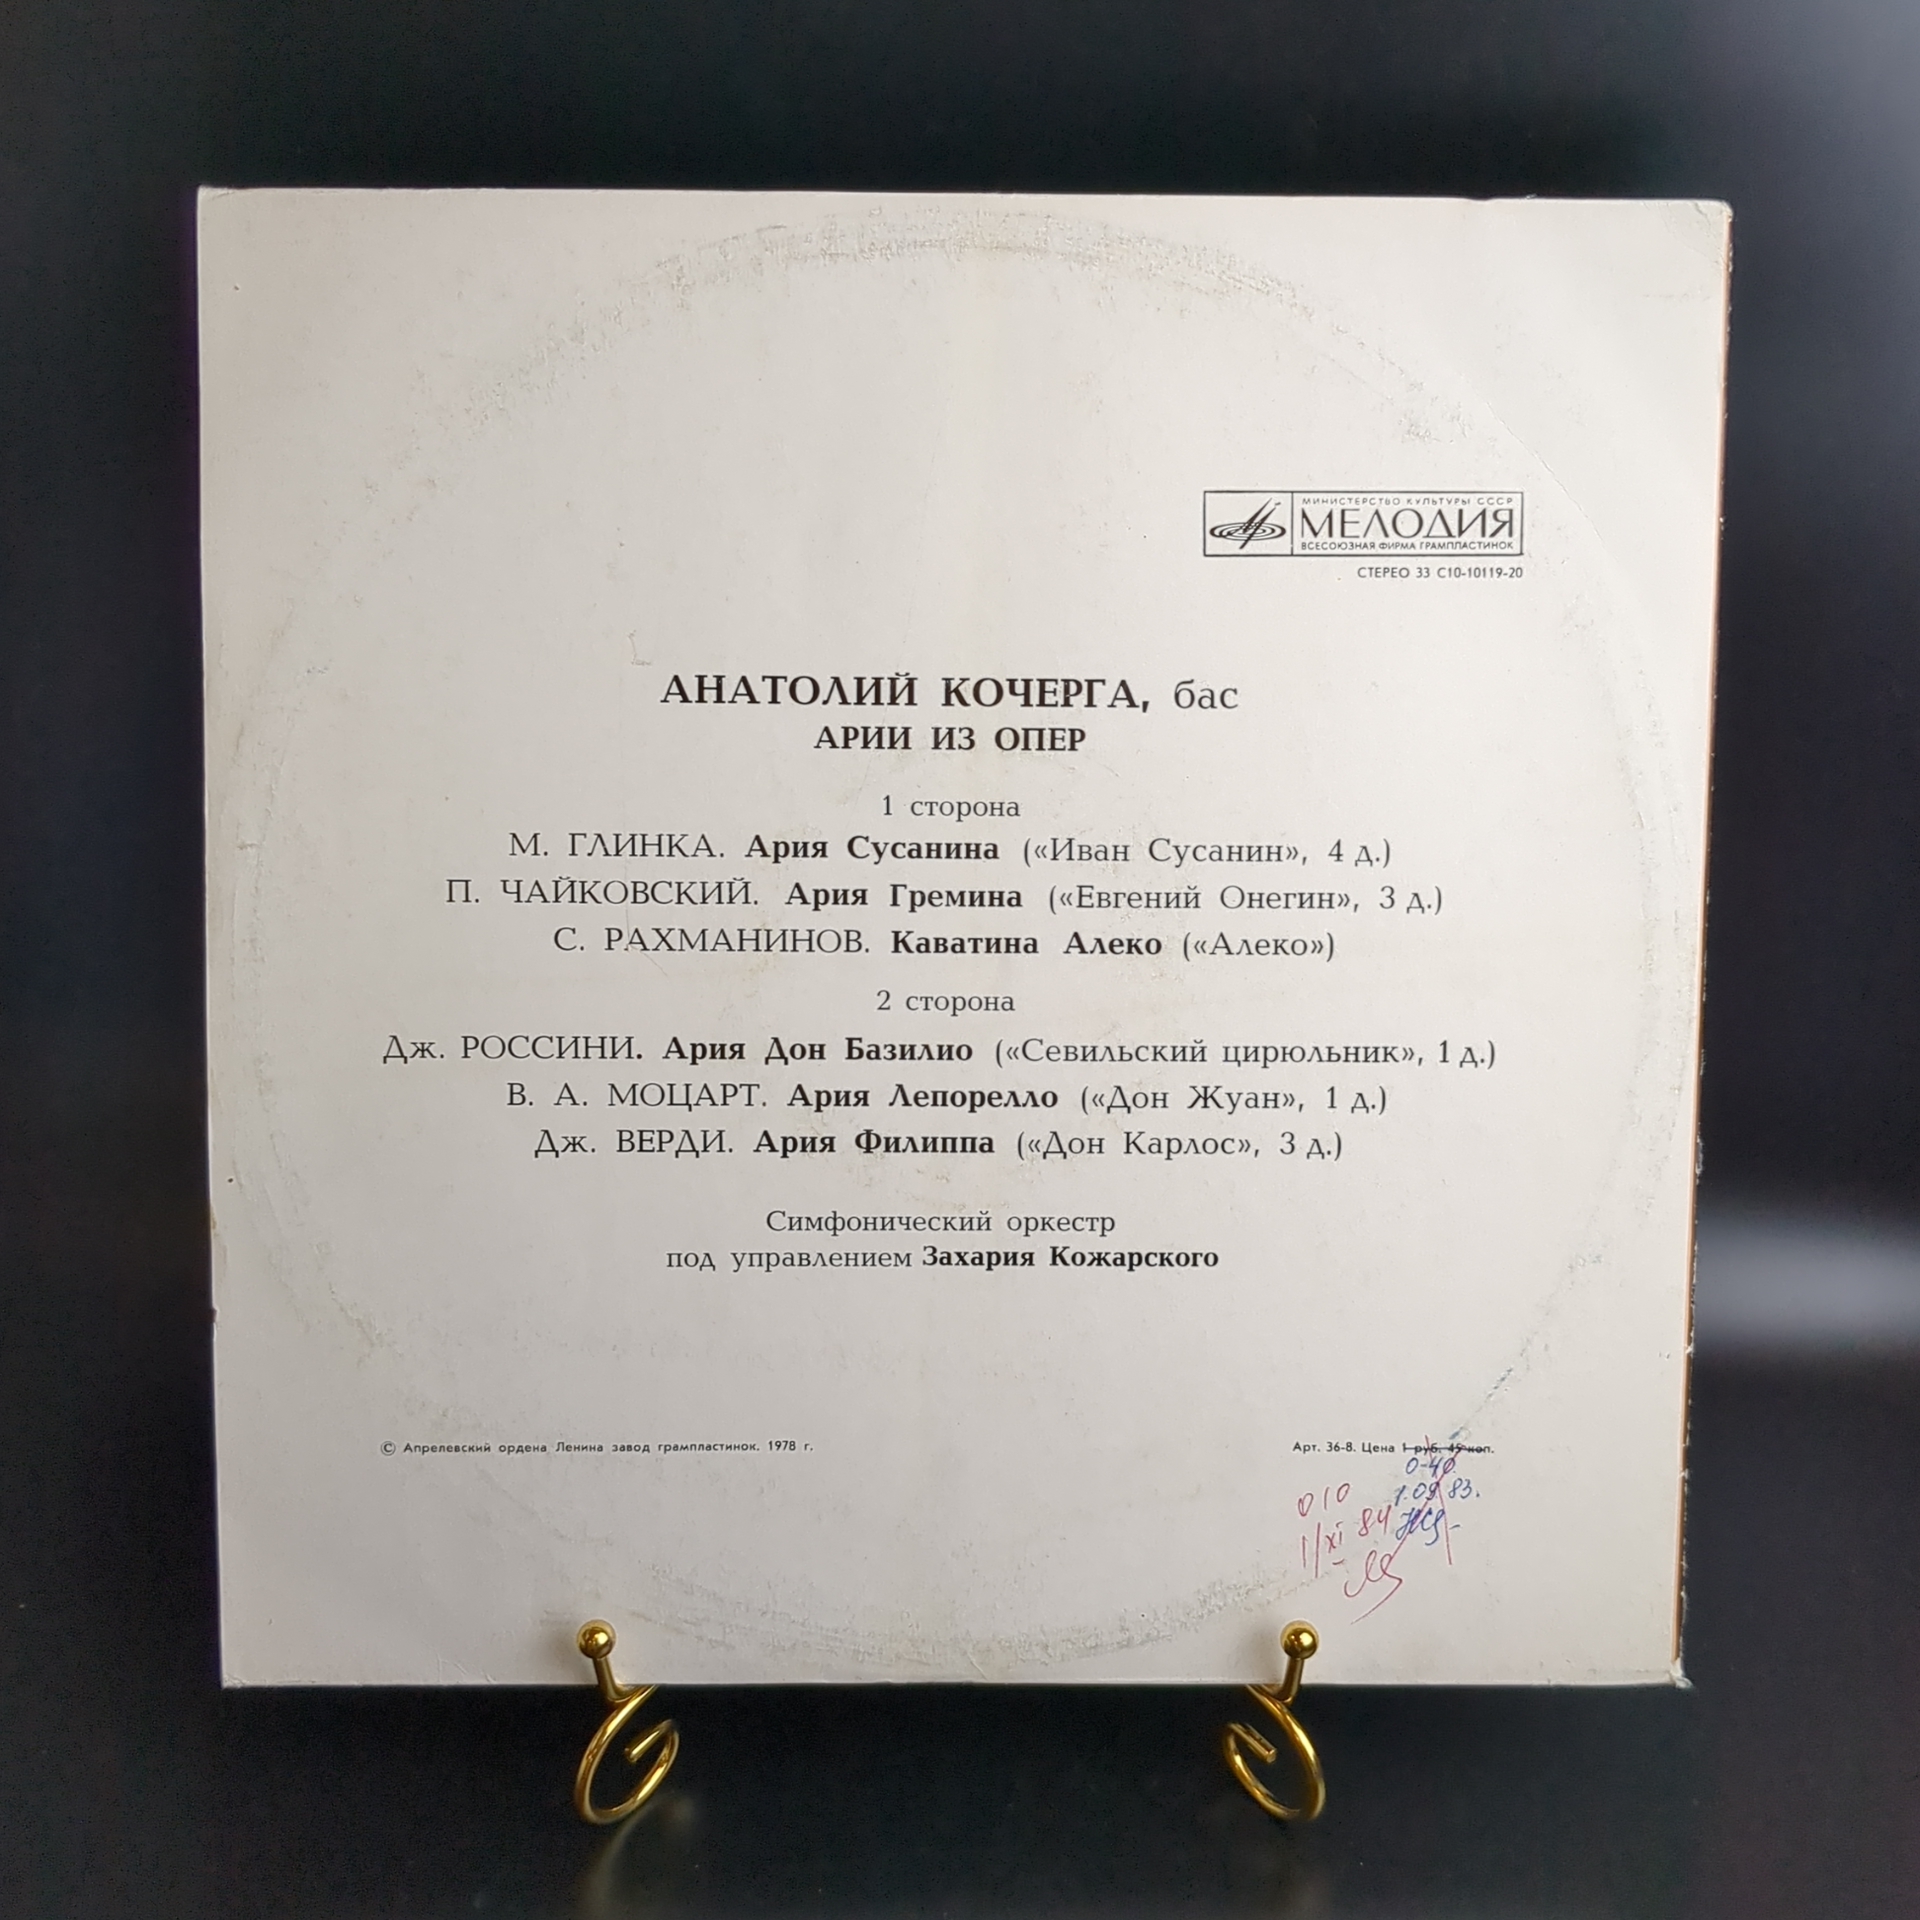 МИНИСТЕРСТВО КУЛЬТУРЫ СССР
МЕЛОДИЯ
ВСЕСОЮЗНАЯ ФИРМА ГРАМПЛАСТИНОК
СТЕРЕО 33 С10-10119-20
АНАТОЛИЙ КОЧЕРГА, бас
АРИИ ИЗ ОПЕР
1 сторона
М. ГЛИНКА. Ария Сусанина («Иван Сусанин», 4 д.)
П. ЧАЙКОВСКИЙ. Ария Гремина («Евгений Онегин», 3 д.)
С. РАХМАНИНОВ. Каватина Алеко («Алеко»)
2 сторона
Дж. РОССИНИ. Ария Дон Базилио («Севильский цирюльник», 1 д.)
В. А. МОЦАРТ. Ария Лепорелло («Дон Жуан», 1 д.)
Дж. ВЕРДИ. Ария Филиппа («Дон Карлос», 3 д.)
Симфонический оркестр
под управлением Захария Кожарского
© Апрелевский ордена Ленина завод грампластинок. 1978 г.
Арт. 36-8. Цена 1 руб. 45 коп.
0-40
1.09 83.
0 10
1/XI 84